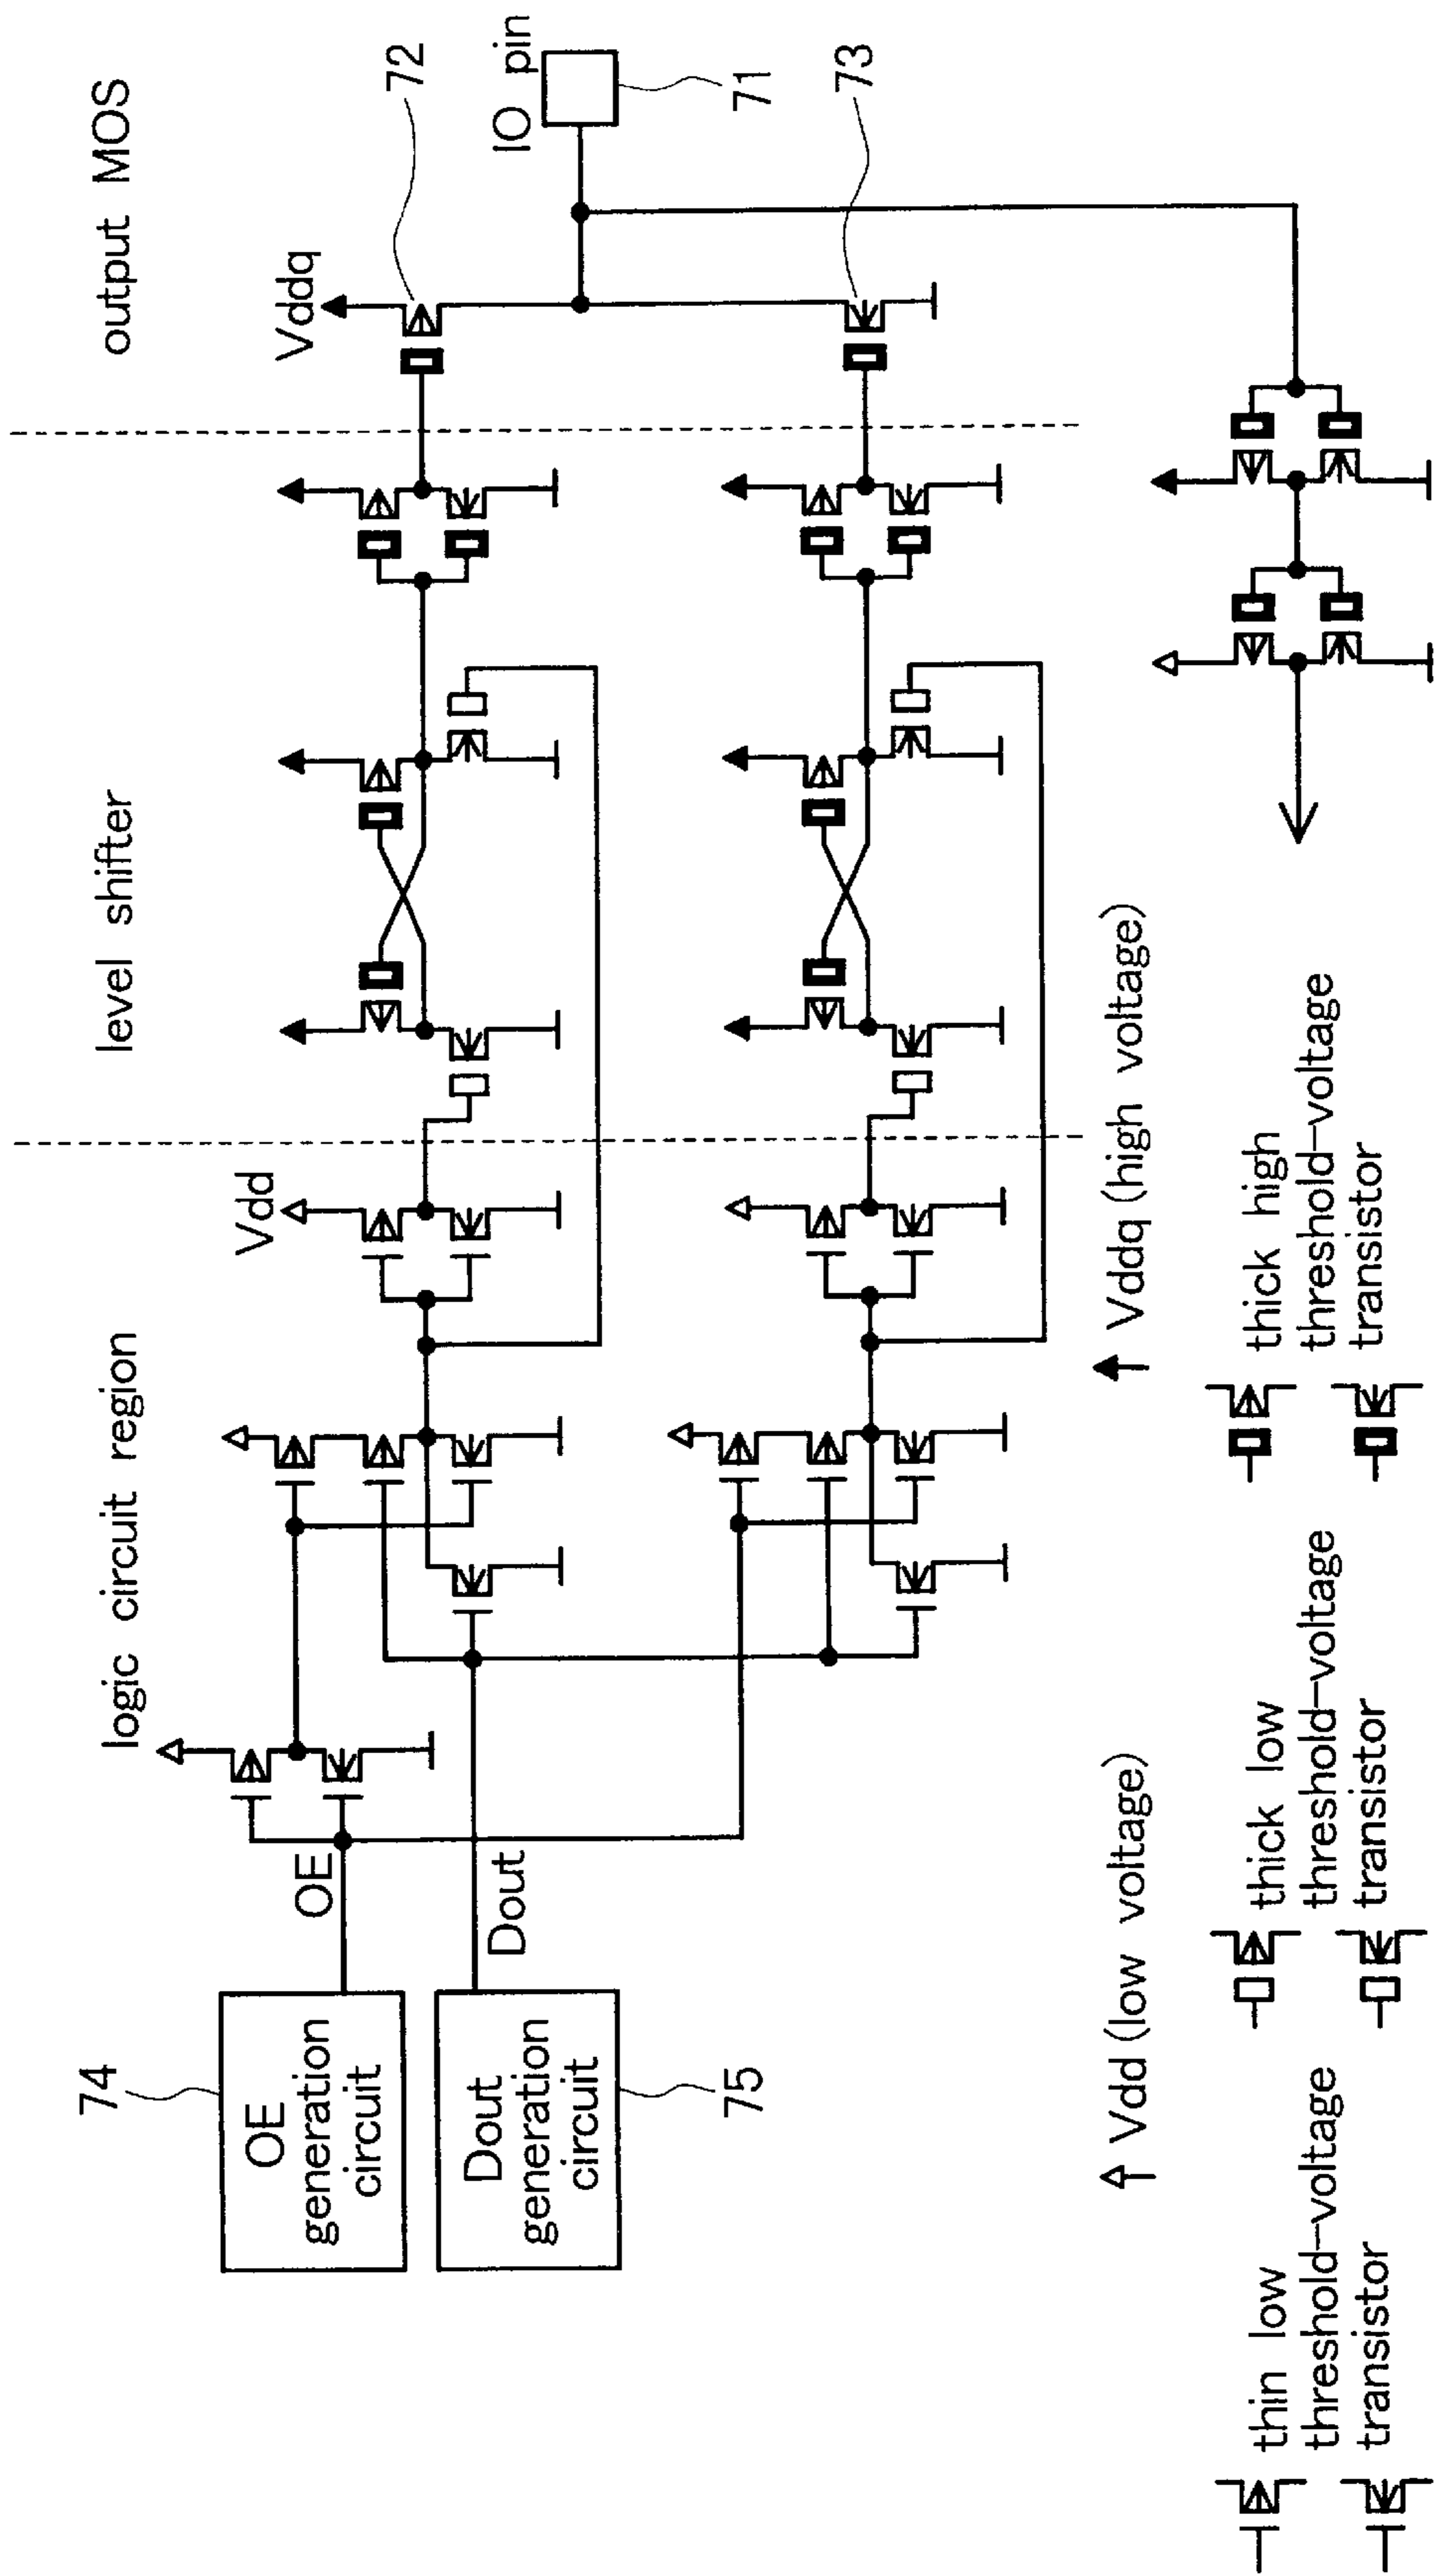 logic circuit region
level shifter
output MOS
74
OE
generation
circuit
OE
Dout
generation
circuit
75
Dout
Vdd
Vddq
72
IO pin
71
73
Vdd (low voltage)
Vddq (high voltage)
thin low
threshold-voltage
transistor
thick low
threshold-voltage
transistor
thick high
threshold-voltage
transistor